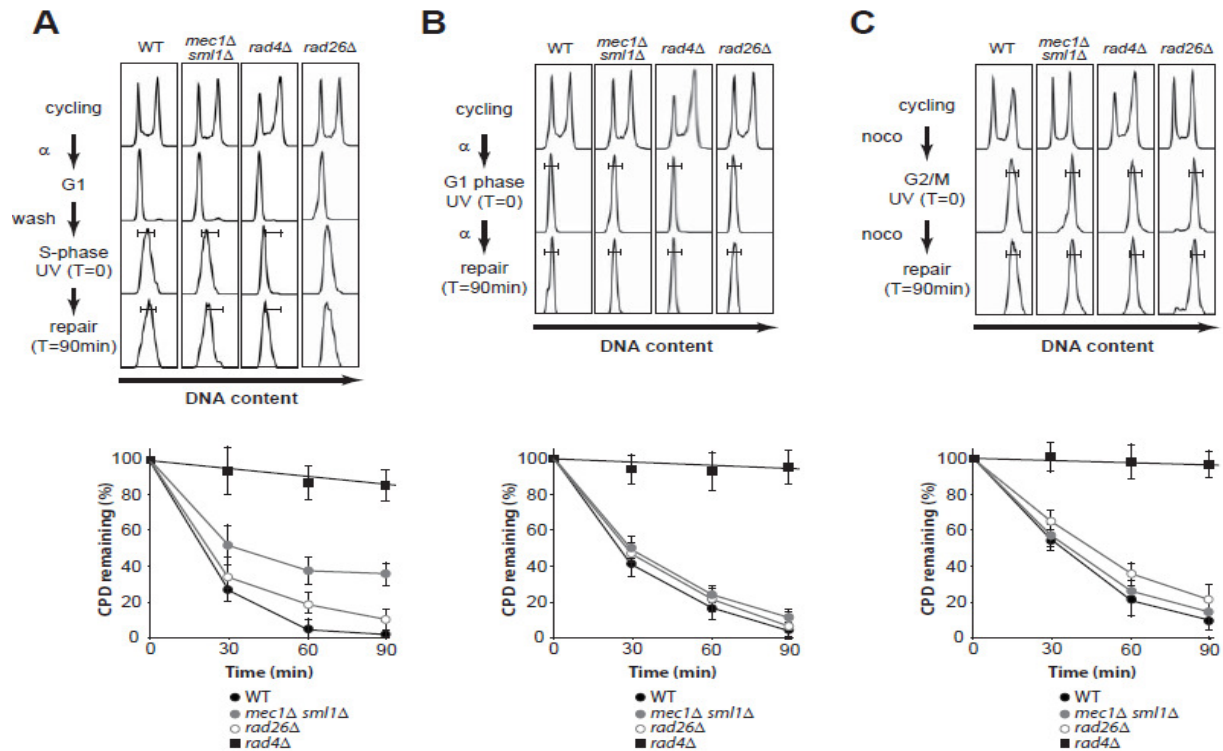 A
WT
mec1Δ
sml1Δ
rad4Δ
rad26Δ
cycling
α
G1
wash
S-phase
UV (T=0)
repair
(T=90min)
DNA content
CPD remaining (%)
100
80
60
40
20
0
0 30 60 90
Time (min)
WT
mec1Δ sml1Δ
rad26Δ
rad4Δ
B
WT
mec1Δ
sml1Δ
rad4Δ
rad26Δ
cycling
α
G1 phase
UV (T=0)
α
repair
(T=90min)
DNA content
CPD remaining (%)
100
80
60
40
20
0
0 30 60 90
Time (min)
WT
mec1Δ sml1Δ
rad26Δ
rad4Δ
C
WT
mec1Δ
sml1Δ
rad4Δ
rad26Δ
cycling
noco
G2/M
UV (T=0)
noco
repair
(T=90min)
DNA content
CPD remaining (%)
100
80
60
40
20
0
0 30 60 90
Time (min)
WT
mec1Δ sml1Δ
rad26Δ
rad4Δ